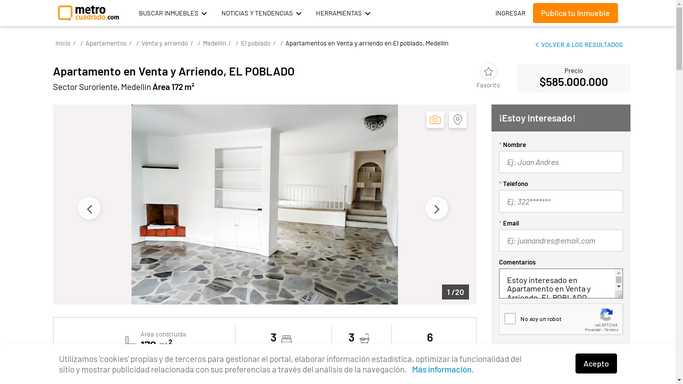 metro
cuadrado.com
BUSCAR INMUEBLES
NOTICIAS Y TENDENCIAS
HERRAMIENTAS
INGRESAR
Publica tu Inmueble
Inicio / / Apartamentos / / Venta y arriendo / / Medellín / / El poblado / / Apartamentos en Venta y arriendo en El poblado, Medellín
< VOLVER A LOS RESULTADOS
Apartamento en Venta y Arriendo, EL POBLADO
Sector Suroriente, Medellín Área 172 m²
Favorito
Precio
$585.000.000
1 / 20
¡Estoy Interesado!
* Nombre
Ej: Juan Andres
* Teléfono
Ej: 322*******
* Email
Ej: juanandres@email.com
Comentarios
Estoy interesado en
Apartamento en Venta y
Arriendo, EL POBLADO
No soy un robot
reCAPTCHA
Privacidad - Términos
Área construida
172 m²
3
3
6
Utilizamos 'cookies' propias y de terceros para gestionar el portal, elaborar información estadística, optimizar la funcionalidad del
sitio y mostrar publicidad relacionada con sus preferencias a través del análisis de la navegación. Más información.
Acepto